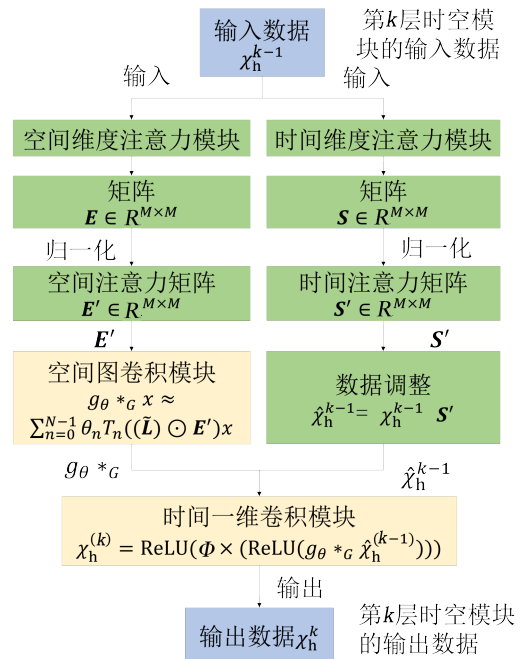 输入数据
χ_h^{k−1}
第k层时空模
块的输入数据
输入
输入
空间维度注意力模块
时间维度注意力模块
矩阵
E ∈ R^{M×M}
矩阵
S ∈ R^{M×M}
归一化
归一化
空间注意力矩阵
E′ ∈ R^{M×M}
时间注意力矩阵
S′ ∈ R^{M×M}
E′
S′
空间图卷积模块
g_θ *_G x ≈
∑_{n=0}^{N−1} θ_n T_n((L̃) ⊙ E′)x
数据调整
χ̂_h^{k−1} = χ_h^{k−1} S′
g_θ *_G
χ̂_h^{k−1}
时间一维卷积模块
χ_h^{(k)} = ReLU(Φ × (ReLU(g_θ *_G χ̂_h^{(k−1)})))
输出
输出数据χ_h^k
第k层时空模块
的输出数据